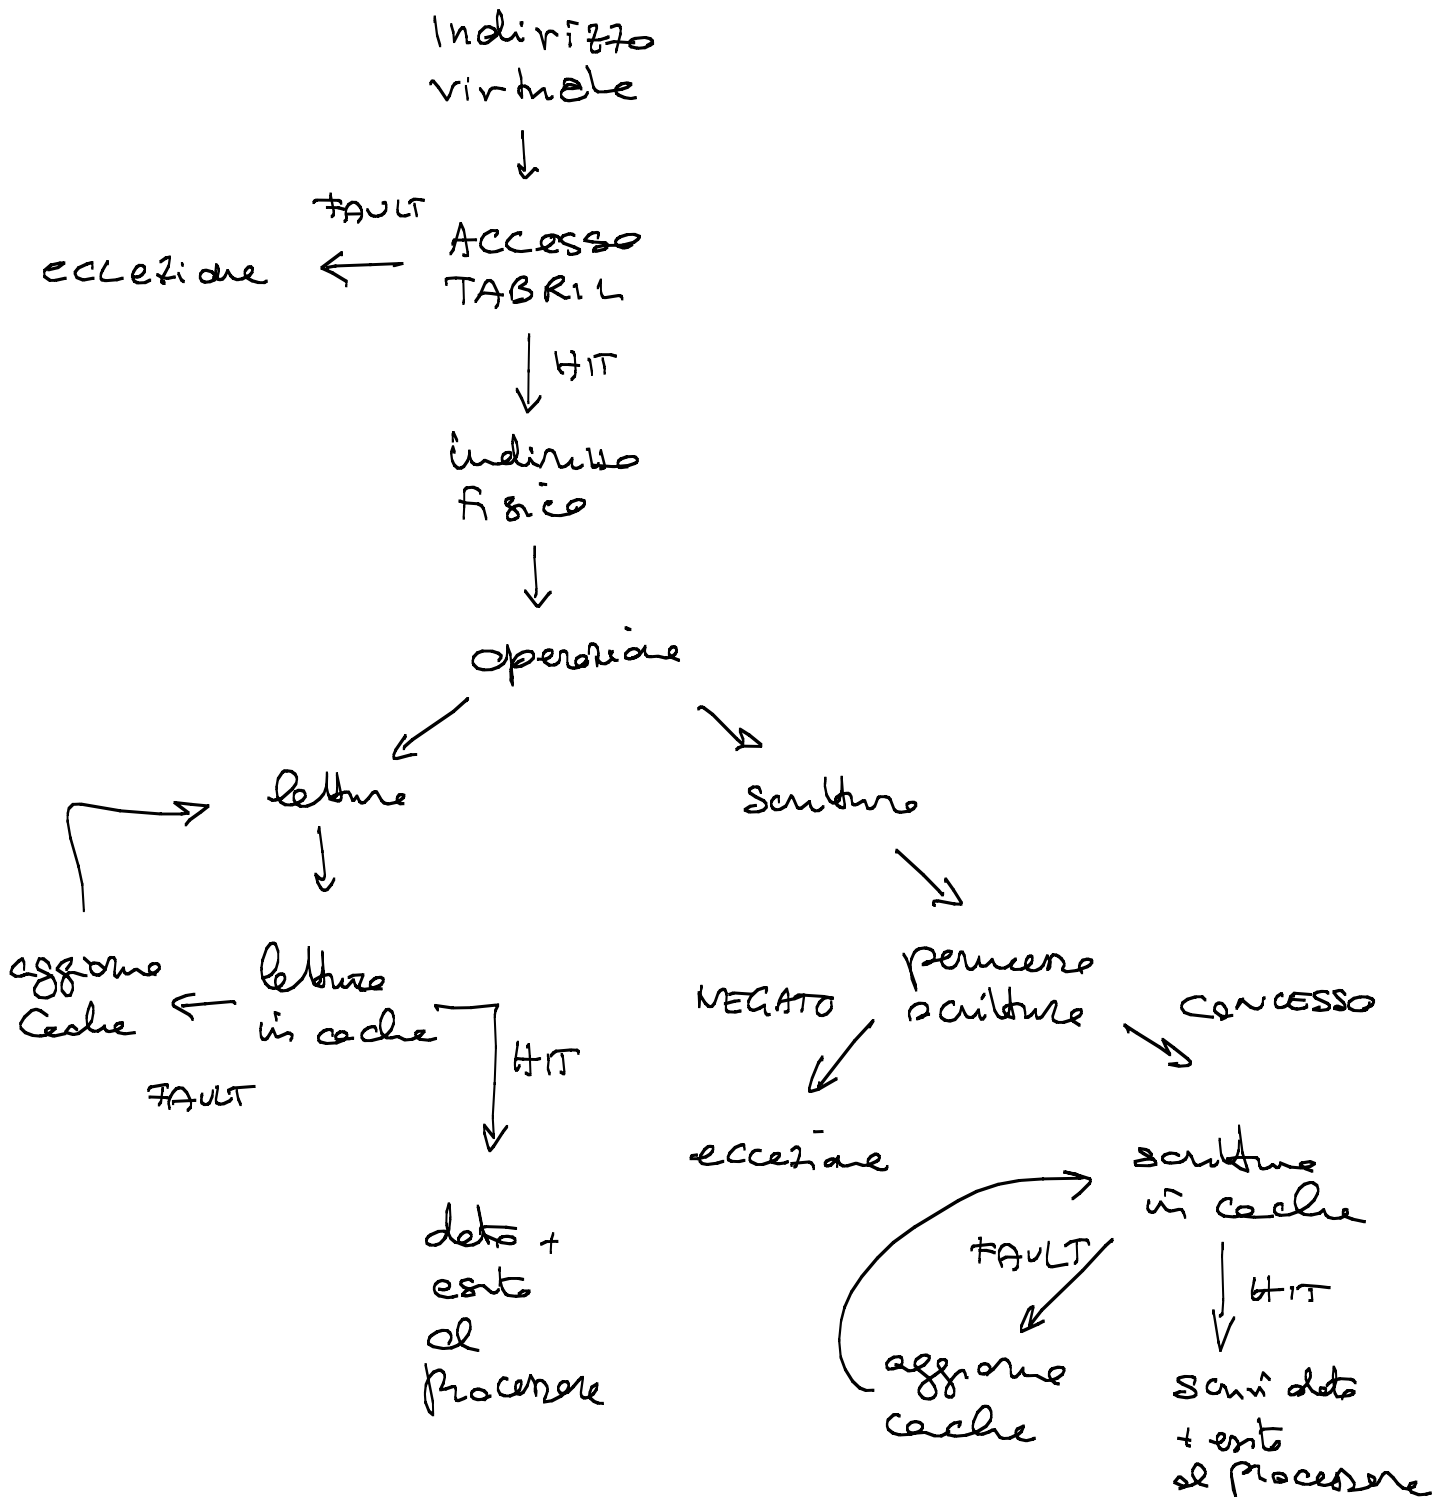 Indirizzo
virtuale
FAULT
ACCESSO
TABRIL
eccezione
HIT
indirizzo
fisico
operazione
lettura
scrittura
aggiorna
cache
lettura
in cache
FAULT
HIT
dato +
esito
al
processore
permesso
scrittura
NEGATO
CONCESSO
eccezione
scrittura
in cache
FAULT
HIT
aggiorna
cache
scrivi dato
+ esito
al processore